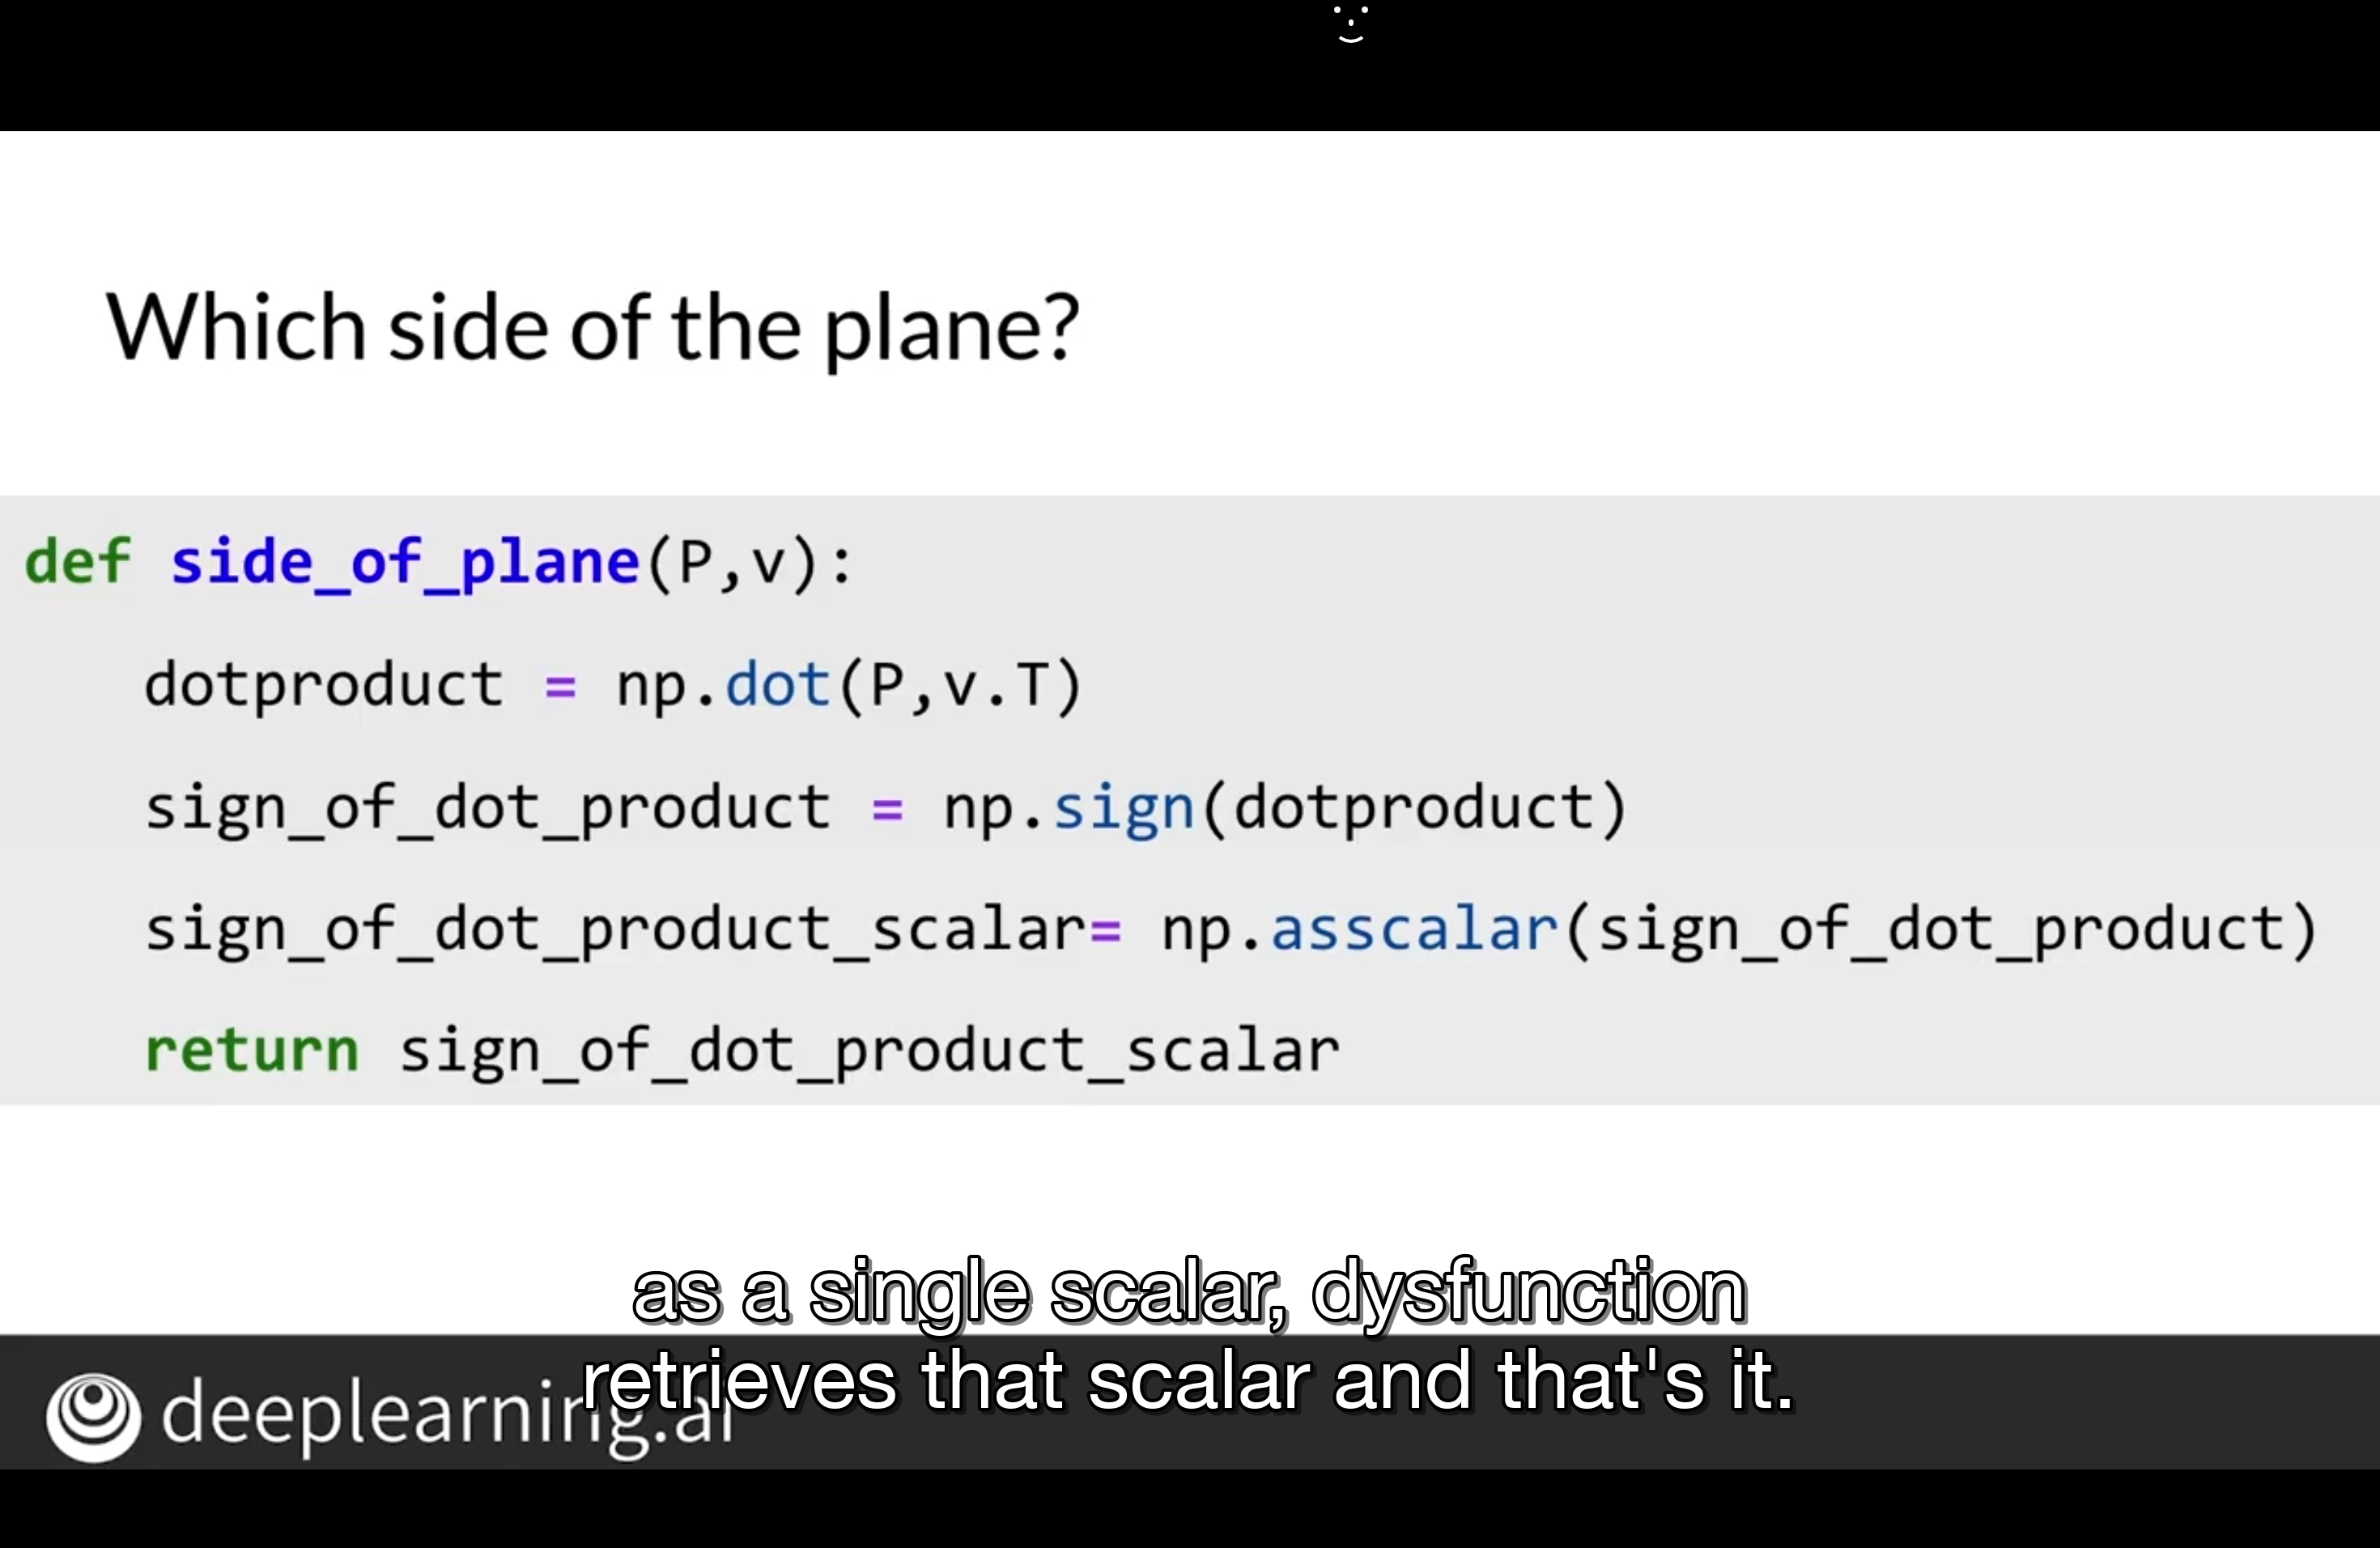 Which side of the plane?
def side_of_plane(P,v):
dotproduct = np.dot(P,v.T)
sign_of_dot_product = np.sign(dotproduct)
sign_of_dot_product_scalar= np.asscalar(sign_of_dot_product)
return sign_of_dot_product_scalar
as a single scalar, dysfunction
retrieves that scalar and that's it.
deeplearning.ai